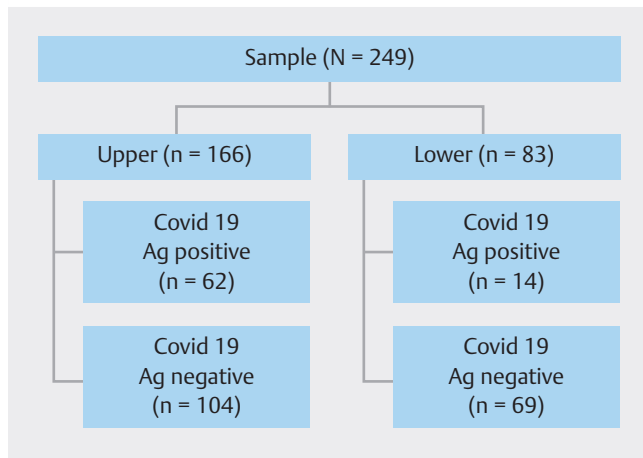 Sample (N = 249)
Upper (n = 166)
Lower (n = 83)
Covid 19
Ag positive
(n = 62)
Covid 19
Ag positive
(n = 14)
Covid 19
Ag negative
(n = 104)
Covid 19
Ag negative
(n = 69)